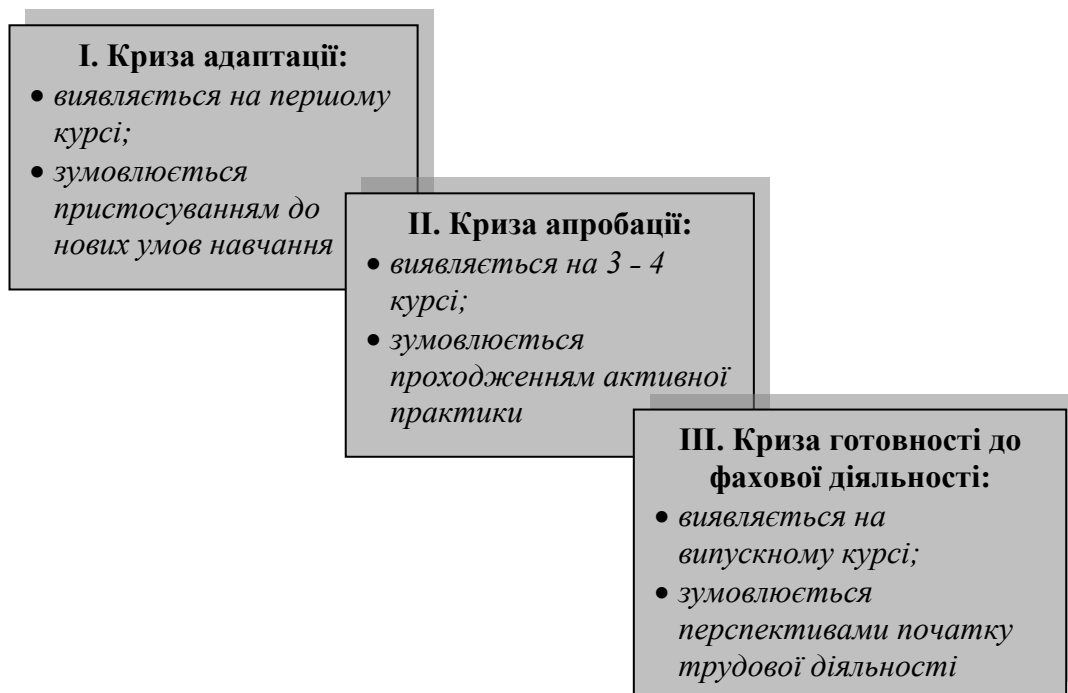 І. Криза адаптації:
• виявляється на першому
курсі;
• зумовлюється
пристосуванням до
нових умов навчання
ІІ. Криза апробації:
• виявляється на 3 - 4
курсі;
• зумовлюється
проходженням активної
практики
ІІІ. Криза готовності до
фахової діяльності:
• виявляється на
випускному курсі;
• зумовлюється
перспективами початку
трудової діяльності